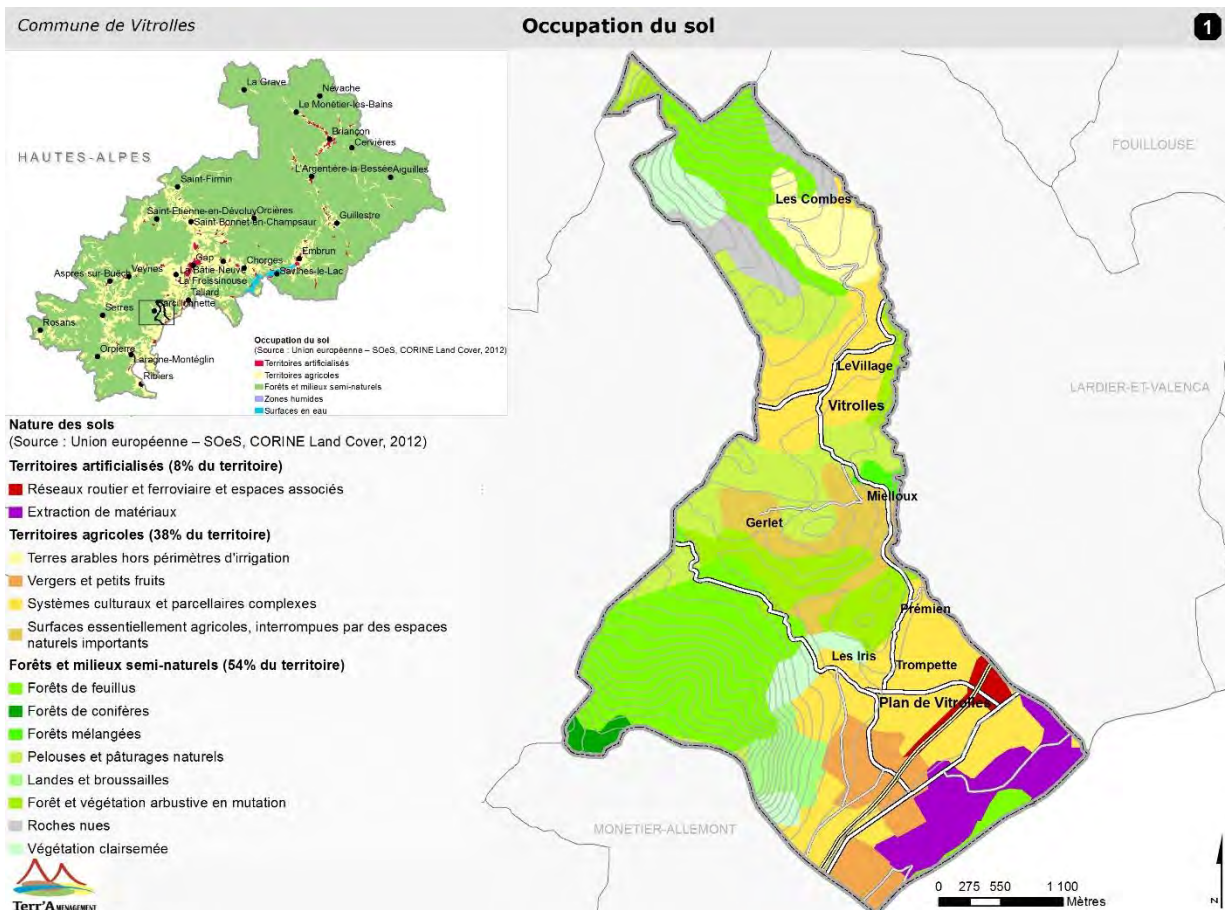 Commune de Vitrolles
Occupation du sol
1
HAUTES-ALPES
La Grave
Névache
Le Monétier-les-Bains
Briançon
Cervières
L'Argentière-la-Bessée
Aiguilles
Saint-Firmin
Saint-Etienne-en-Dévoluy
Orcières
Saint-Bonnet-en-Champsaur
Guillestre
Gap
Chorges
Embrun
Aspres-sur-Buëch
Veynes
La Bâtie-Neuve
Savines-le-Lac
La Freissinouse
Tallard
Barcillonnette
Serres
Rosans
Orpierre
Laragne-Montéglin
Ribiers
Occupation du sol
(Source : Union européenne – SOeS, CORINE Land Cover, 2012)
Territoires artificialisés
Territoires agricoles
Forêts et milieux semi-naturels
Zones humides
Surfaces en eau
Nature des sols
(Source : Union européenne – SOeS, CORINE Land Cover, 2012)
Territoires artificialisés (8% du territoire)
Réseaux routier et ferroviaire et espaces associés
Extraction de matériaux
Territoires agricoles (38% du territoire)
Terres arables hors périmètres d'irrigation
Vergers et petits fruits
Systèmes culturaux et parcellaires complexes
Surfaces essentiellement agricoles, interrompues par des espaces
naturels importants
Forêts et milieux semi-naturels (54% du territoire)
Forêts de feuillus
Forêts de conifères
Forêts mélangées
Pelouses et pâturages naturels
Landes et broussailles
Forêt et végétation arbustive en mutation
Roches nues
Végétation clairsemée
Terr'Aménagement
FOUILLOUSE
Les Combes
LeVillage
LARDIER-ET-VALENCA
Vitrolles
Mielloux
Gerlet
Prémien
Les Iris
Trompette
Plan de Vitrolles
MONETIER-ALLEMONT
0 275 550 1 100
Mètres
N